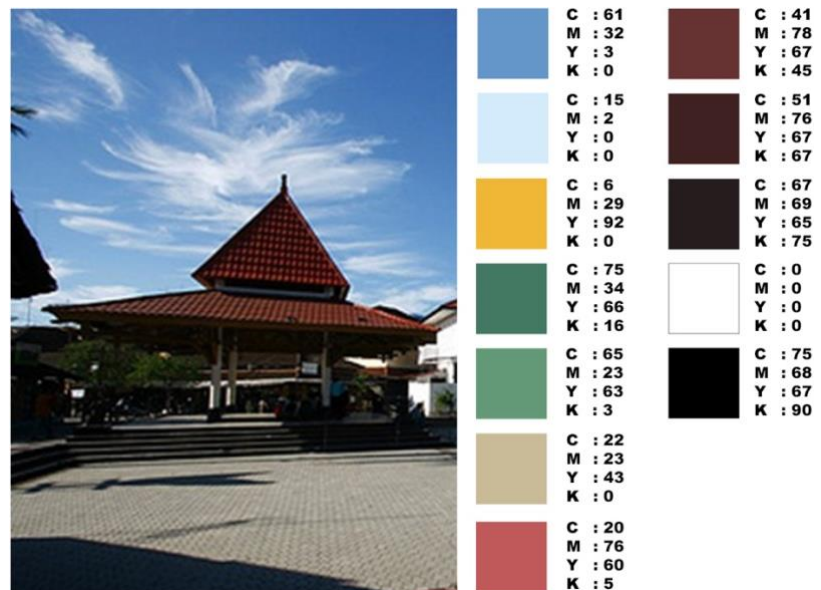 C : 61
M : 32
Y : 3
K : 0
C : 15
M : 2
Y : 0
K : 0
C : 6
M : 29
Y : 92
K : 0
C : 75
M : 34
Y : 66
K : 16
C : 65
M : 23
Y : 63
K : 3
C : 22
M : 23
Y : 43
K : 0
C : 20
M : 76
Y : 60
K : 5
C : 41
M : 78
Y : 67
K : 45
C : 51
M : 76
Y : 67
K : 67
C : 67
M : 69
Y : 65
K : 75
C : 0
M : 0
Y : 0
K : 0
C : 75
M : 68
Y : 67
K : 90